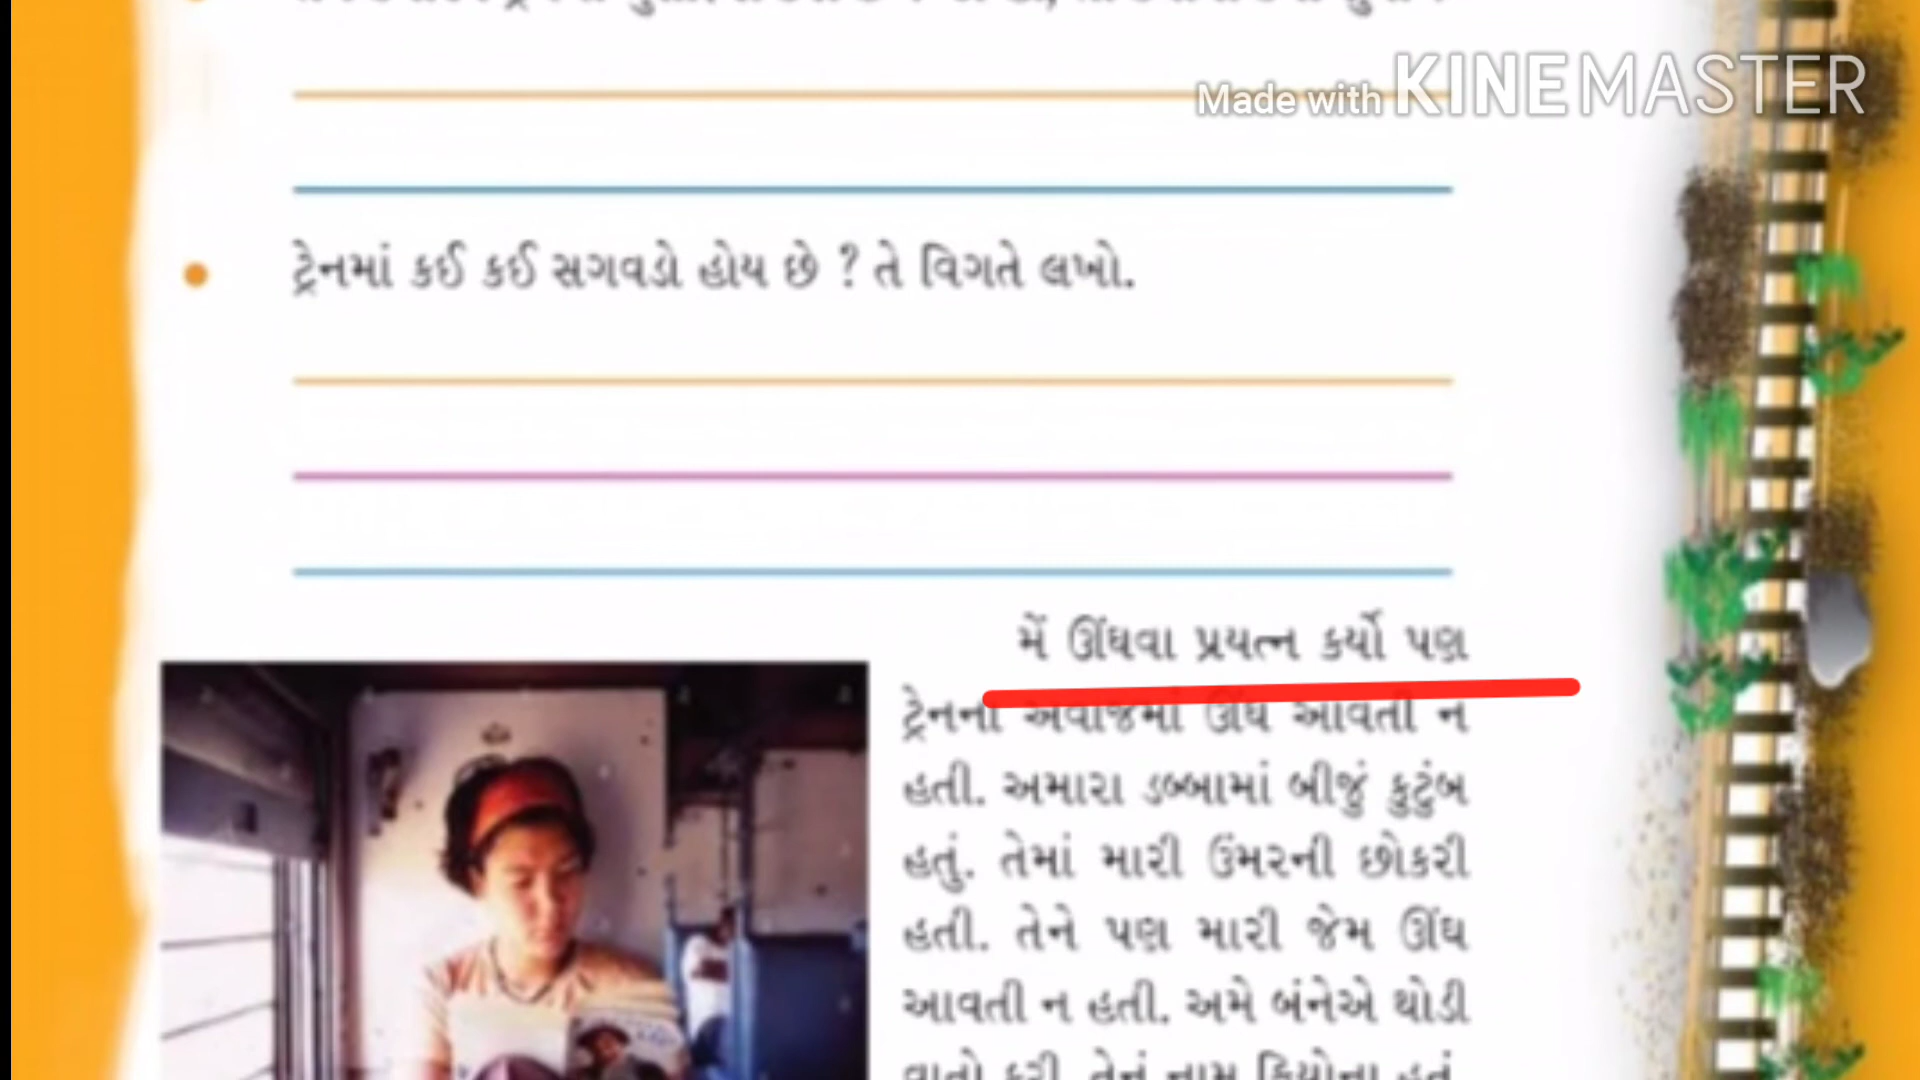 Made with KINEMASTER
ટ્રેનમાં કઈ કઈ સગવડો હોય છે ? તે વિગતે લખો.
મેં ઊંઘવા પ્રયત્ન કર્યો પણ
ટ્રેનના અવાજમાં ઊંઘ આવતી ન
હતી. અમારા ડબ્બામાં બીજું કુટુંબ
હતું. તેમાં મારી ઉંમરની છોકરી
હતી. તેને પણ મારી જેમ ઊંઘ
આવતી ન હતી. અમે બંનેએ થોડી
વાતો કરી. તેનું નામ